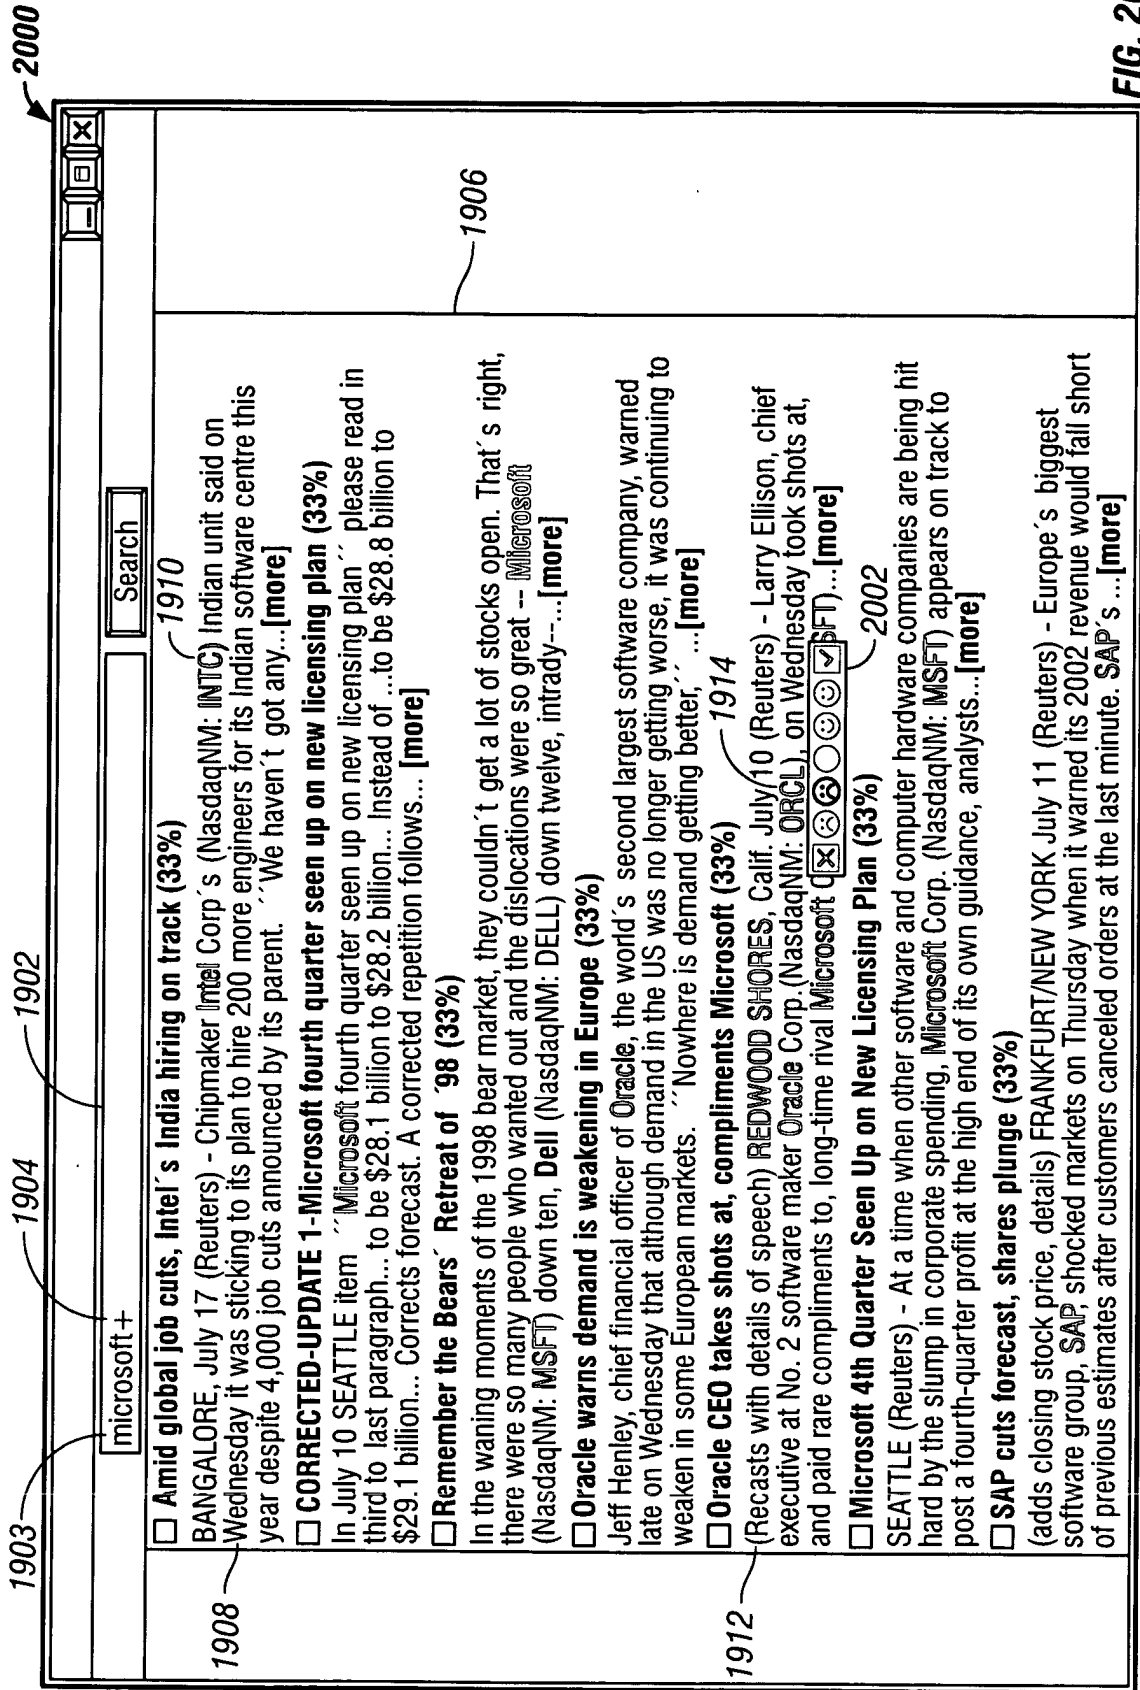 2000
1903
1904
1902
microsoft+
Search
1910
☐ Amid global job cuts, Intel´s India hiring on track (33%)
BANGALORE, July 17 (Reuters) - Chipmaker Intel Corp´s (NasdaqNM: INTC) Indian unit said on
Wednesday it was sticking to its plan to hire 200 more engineers for its Indian software centre this
year despite 4,000 job cuts announced by its parent. ´´We haven´t got any...[more]
1908
☐ CORRECTED-UPDATE 1-Microsoft fourth quarter seen up on new licensing plan (33%)
In July 10 SEATTLE item ´´Microsoft fourth quarter seen up on new licensing plan´´ please read in
third to last paragraph... to be $28.1 billion to $28.2 billion... Instead of ...to be $28.8 billion to
$29.1 billion... Corrects forecast. A corrected repetition follows... [more]
1906
☐ Remember the Bears´ Retreat of ´98 (33%)
In the waning moments of the 1998 bear market, they couldn´t get a lot of stocks open. That´s right,
there were so many people who wanted out and the dislocations were so great -- Microsoft
(NasdaqNM: MSFT) down ten, Dell (NasdaqNM: DELL) down twelve, intrady--...[more]
☐ Oracle warns demand is weakening in Europe (33%)
Jeff Henley, chief financial officer of Oracle, the world´s second largest software company, warned
late on Wednesday that although demand in the US was no longer getting worse, it was continuing to
weaken in some European markets. ´´Nowhere is demand getting better,´´ ...[more]
1914
☐ Oracle CEO takes shots at, compliments Microsoft (33%)
1912
(Recasts with details of speech) REDWOOD SHORES, Calif. July/10 (Reuters) - Larry Ellison, chief
executive at No. 2 software maker Oracle Corp.(NasdaqNM: ORCL), on Wednesday took shots at,
and paid rare compliments to, long-time rival Microsoft SFT)...[more]
2002
☐ Microsoft 4th Quarter Seen Up on New Licensing Plan (33%)
SEATTLE (Reuters) - At a time when other software and computer hardware companies are being hit
hard by the slump in corporate spending, Microsoft Corp. (NasdaqNM: MSFT) appears on track to
post a fourth-quarter profit at the high end of its own guidance, analysts...[more]
☐ SAP cuts forecast, shares plunge (33%)
(adds closing stock price, details) FRANKFURT/NEW YORK July 11 (Reuters) - Europe´s biggest
software group, SAP, shocked markets on Thursday when it warned its 2002 revenue would fall short
of previous estimates after customers canceled orders at the last minute. SAP´s ...[more]
FIG.